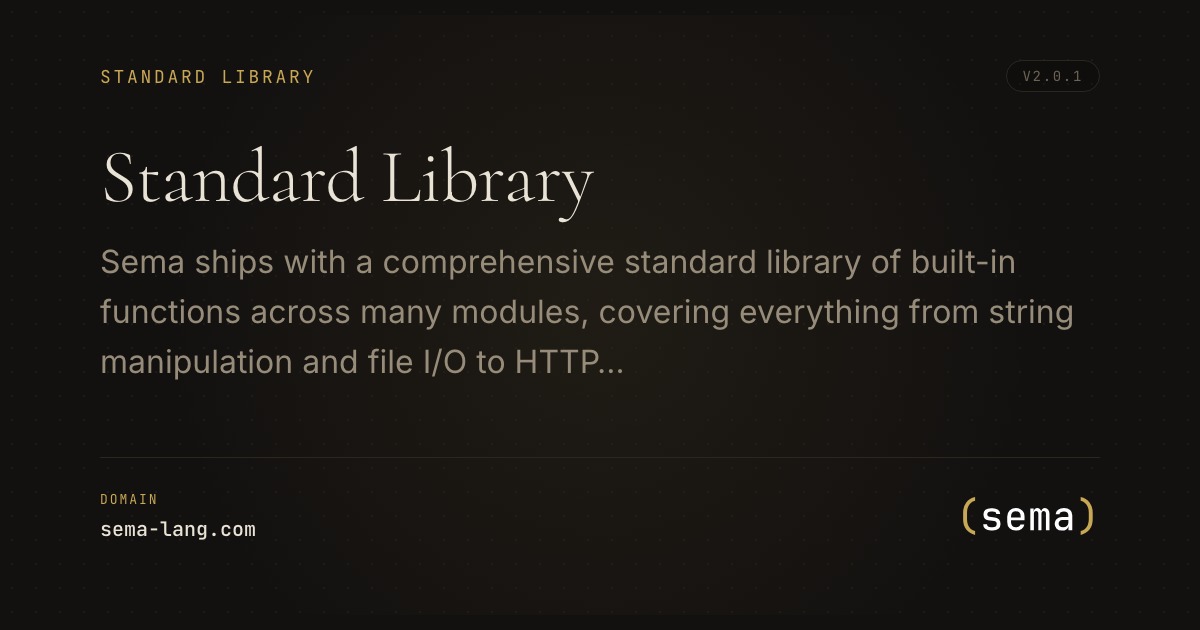 STANDARD LIBRARY
V2.0.1
Standard Library
Sema ships with a comprehensive standard library of built-in
functions across many modules, covering everything from string
manipulation and file I/O to HTTP...
DOMAIN
sema-lang.com
(sema)